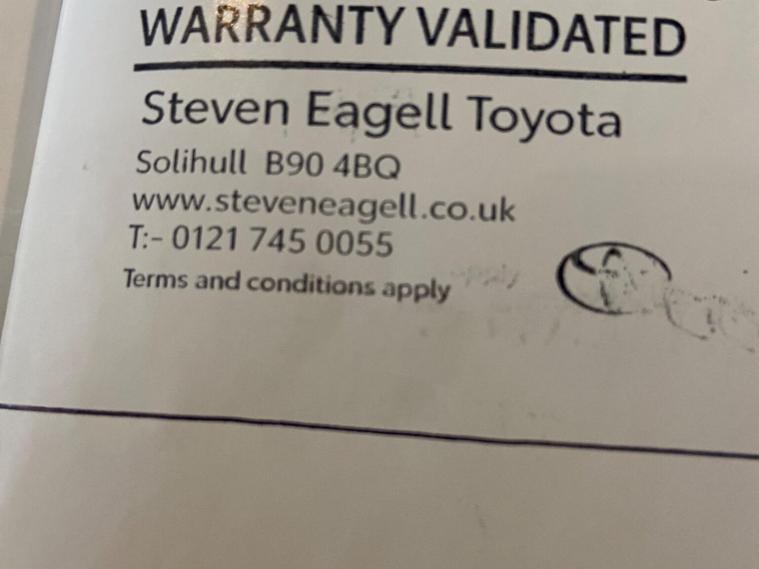 WARRANTY VALIDATED
Steven Eagell Toyota
Solihull B90 4BQ
www.steveneagell.co.uk
T:- 0121 745 0055
Terms and conditions apply